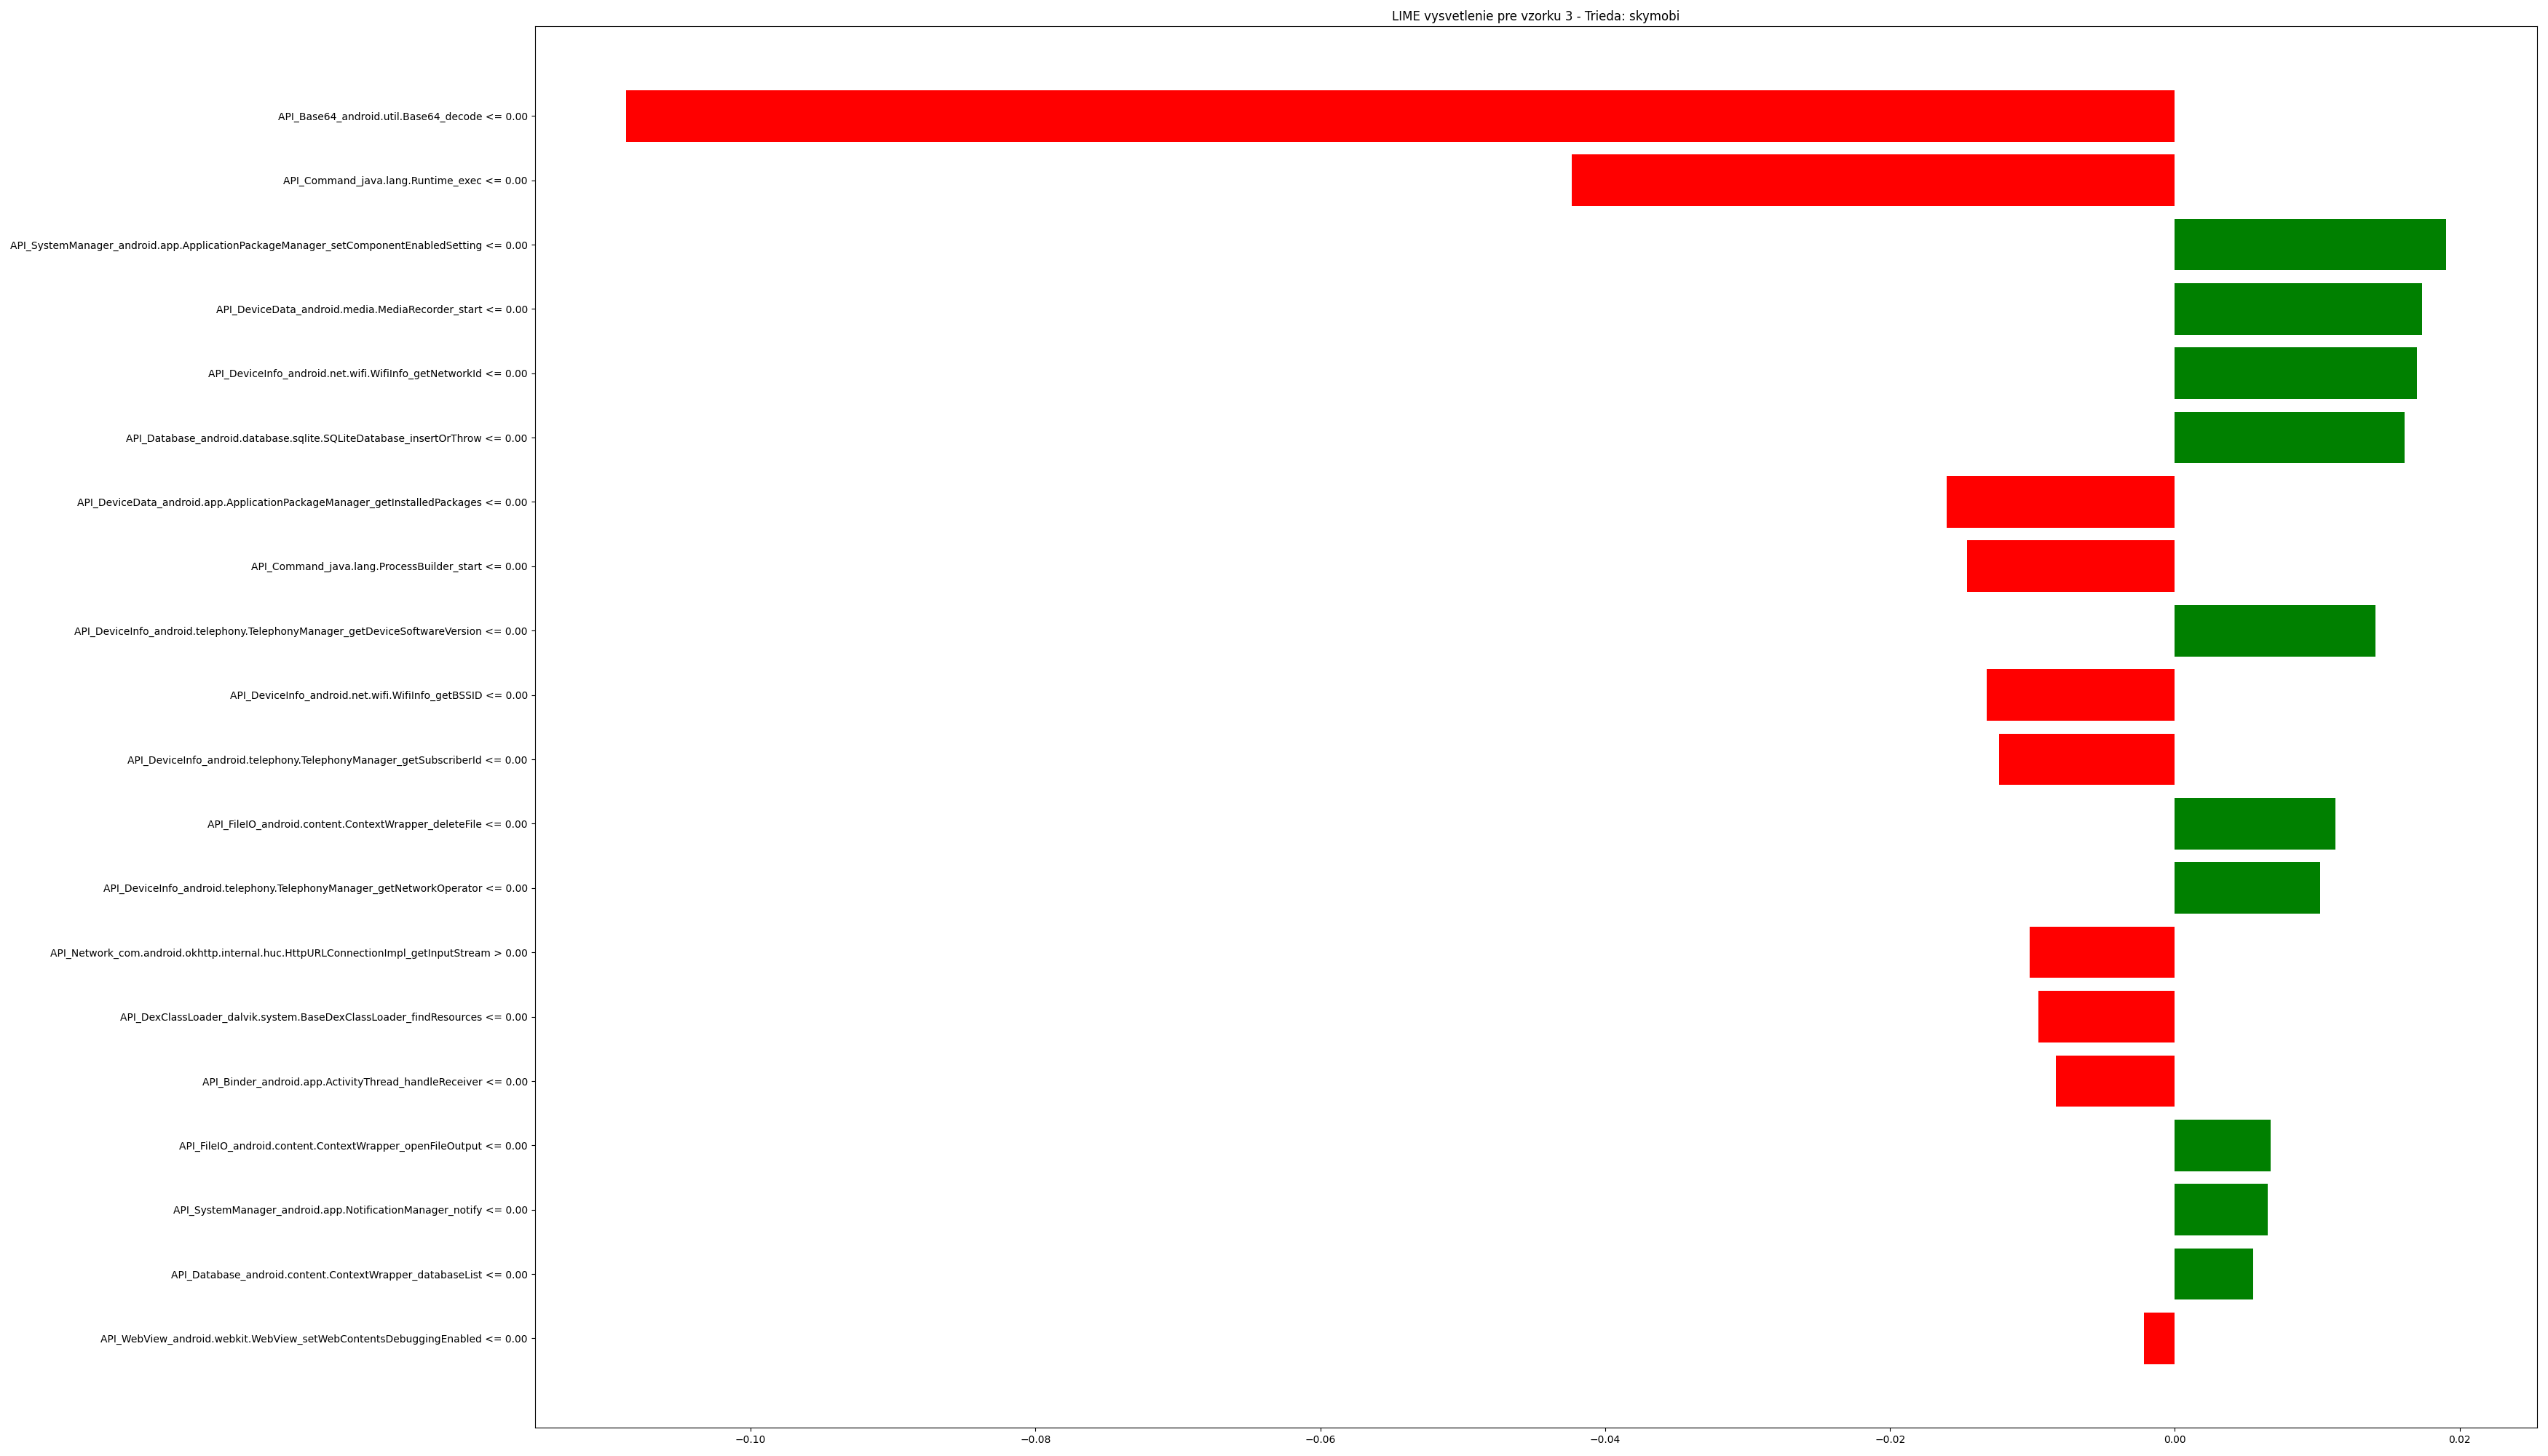 LIME vysvetlenie pre vzorku 3 - Trieda: skymobi
API_Base64_android.util.Base64_decode <= 0.00
API_Command_java.lang.Runtime_exec <= 0.00
API_SystemManager_android.app.ApplicationPackageManager_setComponentEnabledSetting <= 0.00
API_DeviceData_android.media.MediaRecorder_start <= 0.00
API_DeviceInfo_android.net.wifi.WifiInfo_getNetworkId <= 0.00
API_Database_android.database.sqlite.SQLiteDatabase_insertOrThrow <= 0.00
API_DeviceData_android.app.ApplicationPackageManager_getInstalledPackages <= 0.00
API_Command_java.lang.ProcessBuilder_start <= 0.00
API_DeviceInfo_android.telephony.TelephonyManager_getDeviceSoftwareVersion <= 0.00
API_DeviceInfo_android.net.wifi.WifiInfo_getBSSID <= 0.00
API_DeviceInfo_android.telephony.TelephonyManager_getSubscriberId <= 0.00
API_FileIO_android.content.ContextWrapper_deleteFile <= 0.00
API_DeviceInfo_android.telephony.TelephonyManager_getNetworkOperator <= 0.00
API_Network_com.android.okhttp.internal.huc.HttpURLConnectionImpl_getInputStream > 0.00
API_DexClassLoader_dalvik.system.BaseDexClassLoader_findResources <= 0.00
API_Binder_android.app.ActivityThread_handleReceiver <= 0.00
API_FileIO_android.content.ContextWrapper_openFileOutput <= 0.00
API_SystemManager_android.app.NotificationManager_notify <= 0.00
API_Database_android.content.ContextWrapper_databaseList <= 0.00
API_WebView_android.webkit.WebView_setWebContentsDebuggingEnabled <= 0.00
−0.10 −0.08 −0.06 −0.04 −0.02 0.00 0.02